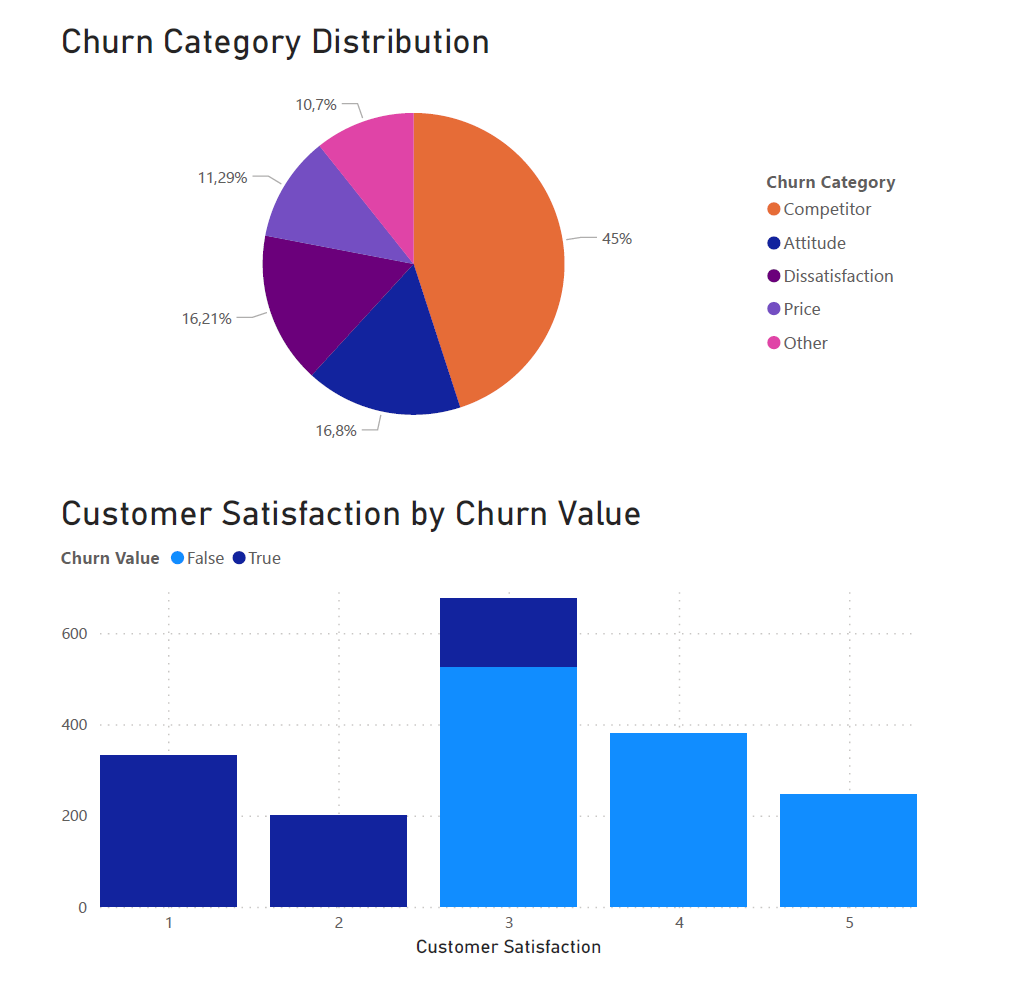 Churn Category Distribution
10,7%
11,29%
45%
16,21%
16,8%
Churn Category
Competitor
Attitude
Dissatisfaction
Price
Other
Customer Satisfaction by Churn Value
Churn Value False True
600
400
200
0
1 2 3 4 5
Customer Satisfaction